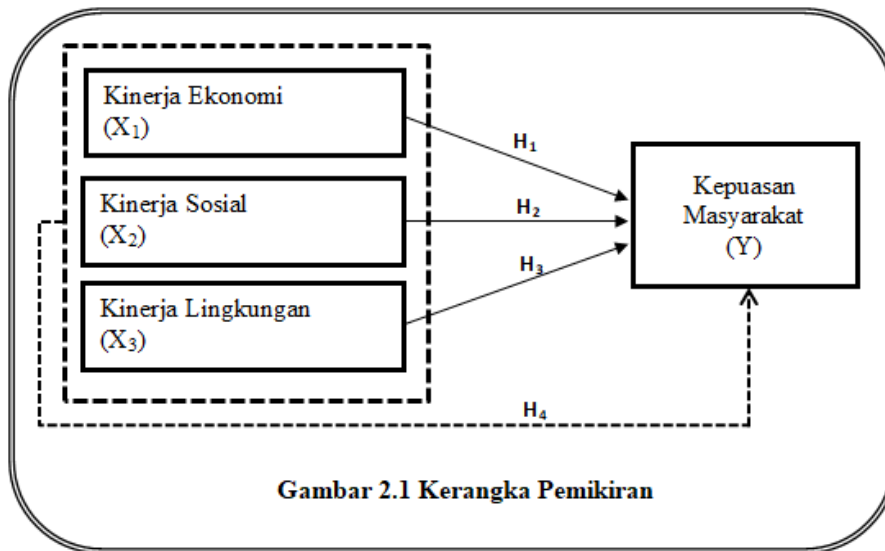 Kinerja Ekonomi
(X₁)
H₁
Kinerja Sosial
(X₂)
H₂
Kinerja Lingkungan
(X₃)
H₃
Kepuasan
Masyarakat
(Y)
H₄
Gambar 2.1 Kerangka Pemikiran